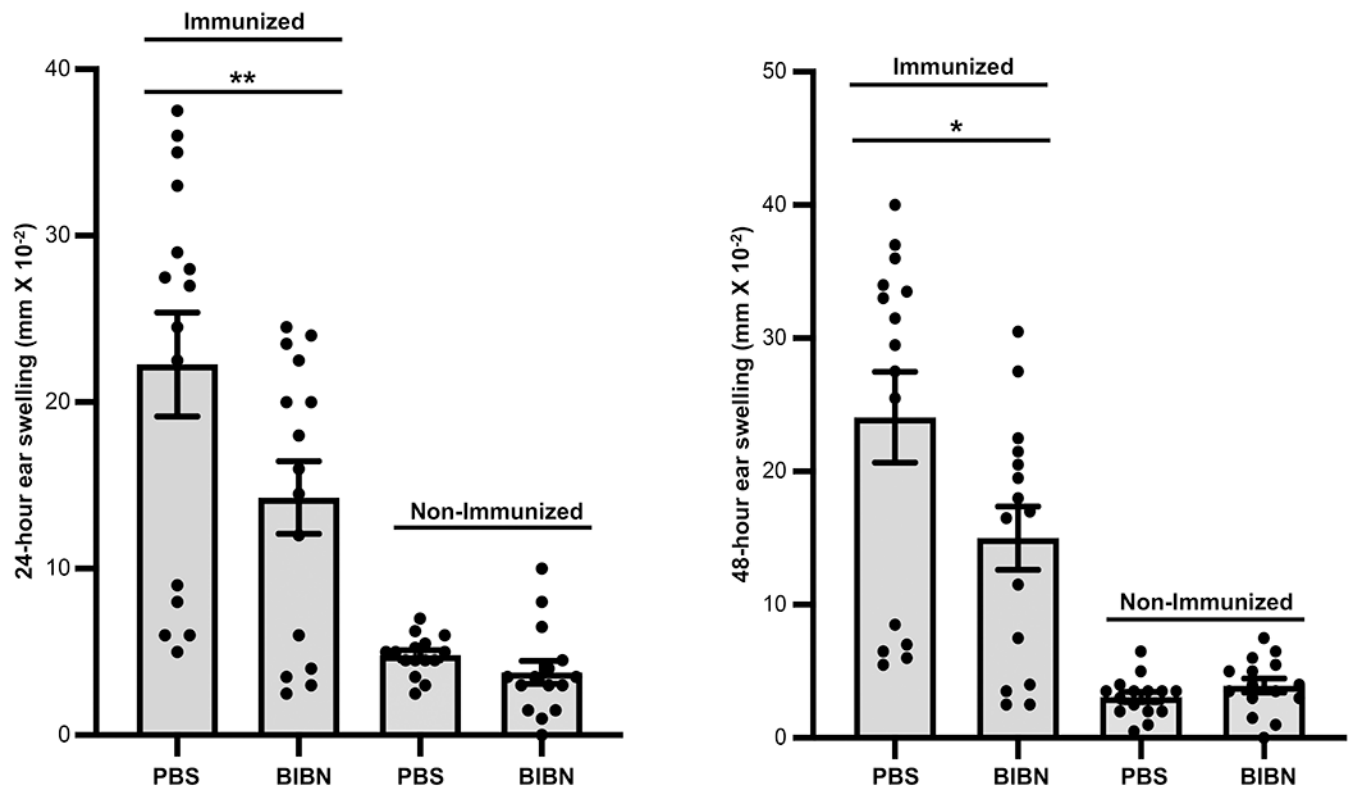 Immunized
**
40
30
20
10
0
24-hour ear swelling (mm X 10⁻²)
Non-Immunized
PBS BIBN PBS BIBN
Immunized
*
50
40
30
20
10
0
48-hour ear swelling (mm X 10⁻²)
Non-Immunized
PBS BIBN PBS BIBN